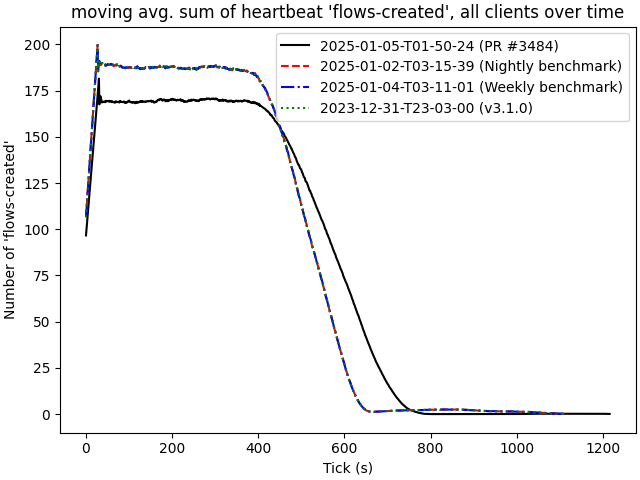 moving avg. sum of heartbeat 'flows-created', all clients over time
2025-01-05-T01-50-24 (PR #3484)
2025-01-02-T03-15-39 (Nightly benchmark)
2025-01-04-T03-11-01 (Weekly benchmark)
2023-12-31-T23-03-00 (v3.1.0)
Number of 'flows-created'
200
175
150
125
100
75
50
25
0
0 200 400 600 800 1000 1200
Tick (s)